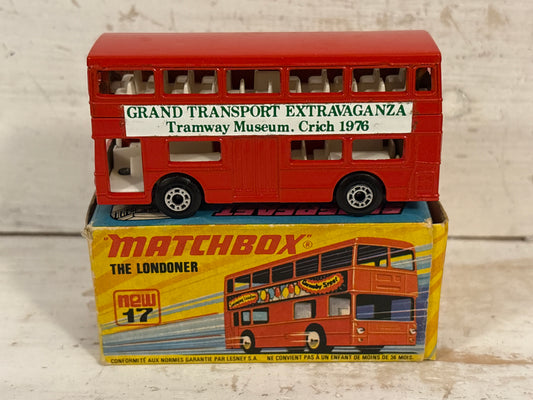 GRAND TRANSPORT EXTRAVAGANZA
Tramway Museum. Crich 1976
"MATCHBOX"®
THE LONDONER
new
17
CONFORMITÉ AUX NORMES GARANTIE PAR LESNEY S.A.
NE CONVIENT PAS À UN ENFANT DE MOINS DE 36 MOIS.